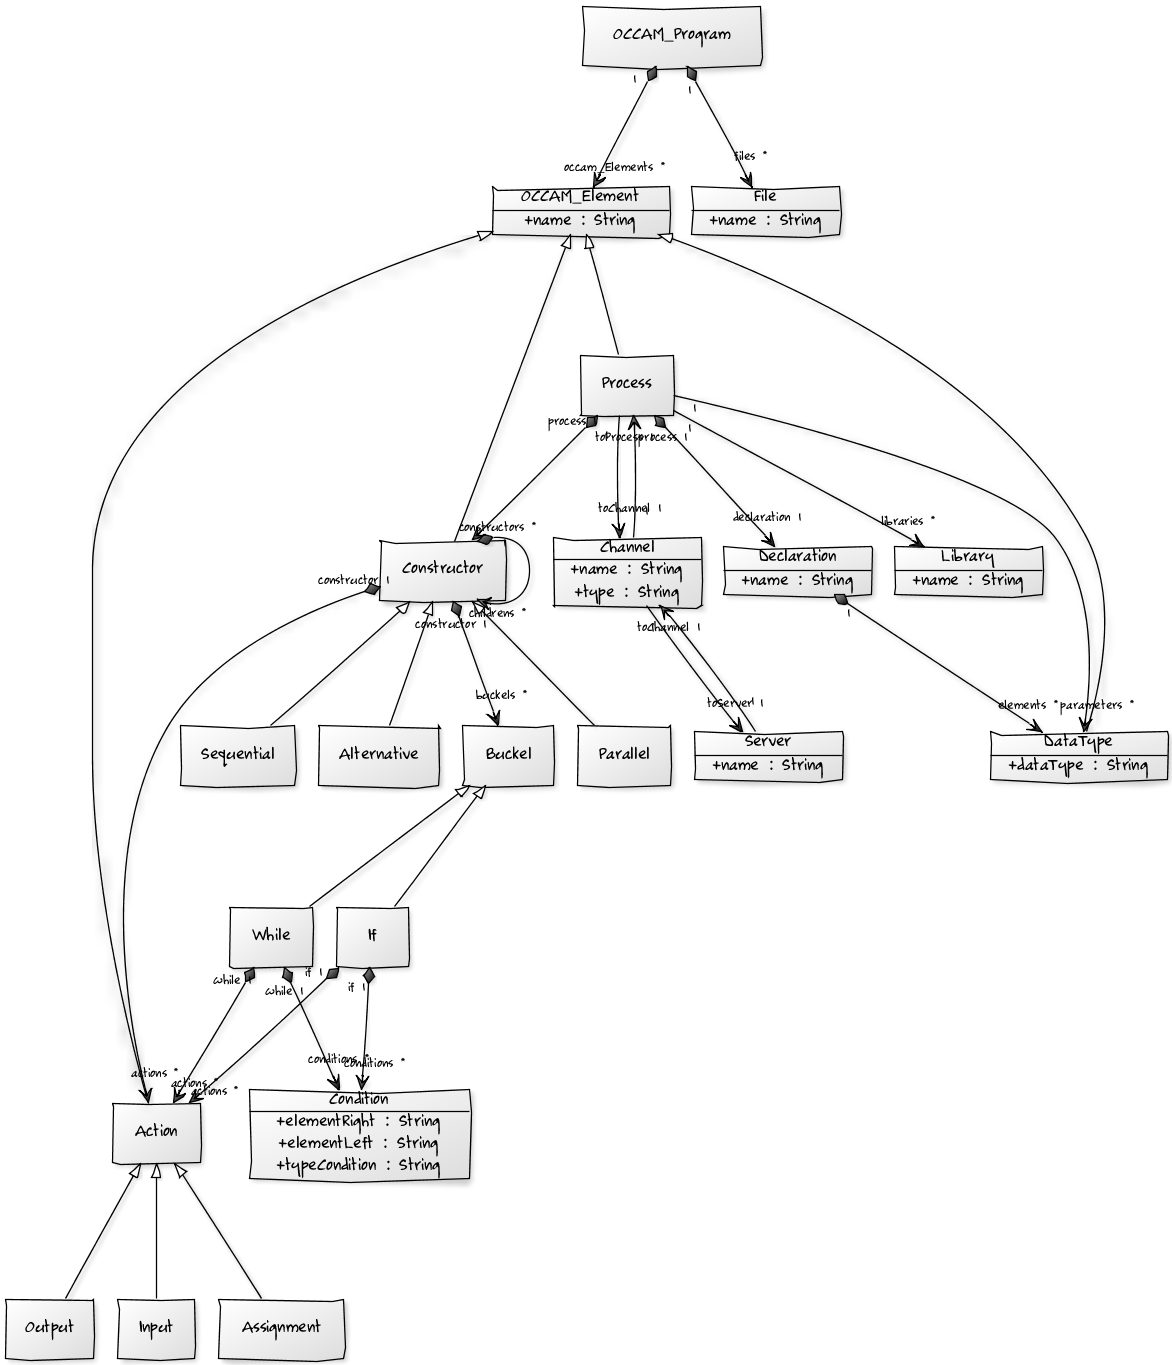 OCCAM_Program
1
1
occam_Elements *
files *
OCCAM_Element
+name : String
File
+name : String
Process
1
process
toProcess
process 1
1
constructors *
toChannel 1
declaration 1
libraries *
Constructor
Channel
+name : String
+type : String
Declaration
+name : String
Library
+name : String
constructor 1
constructor 1
childrens *
toChannel 1
1
buckels *
toServer1 1
elements *
parameters *
Sequential
Alternative
Buckel
Parallel
Server
+name : String
DataType
+dataType : String
While
If
while 1
while 1
if 1
if 1
conditions *
conditions *
actions *
actions *
actions *
Action
Condition
+elementRight : String
+elementLeft : String
+typeCondition : String
Output
Input
Assignment